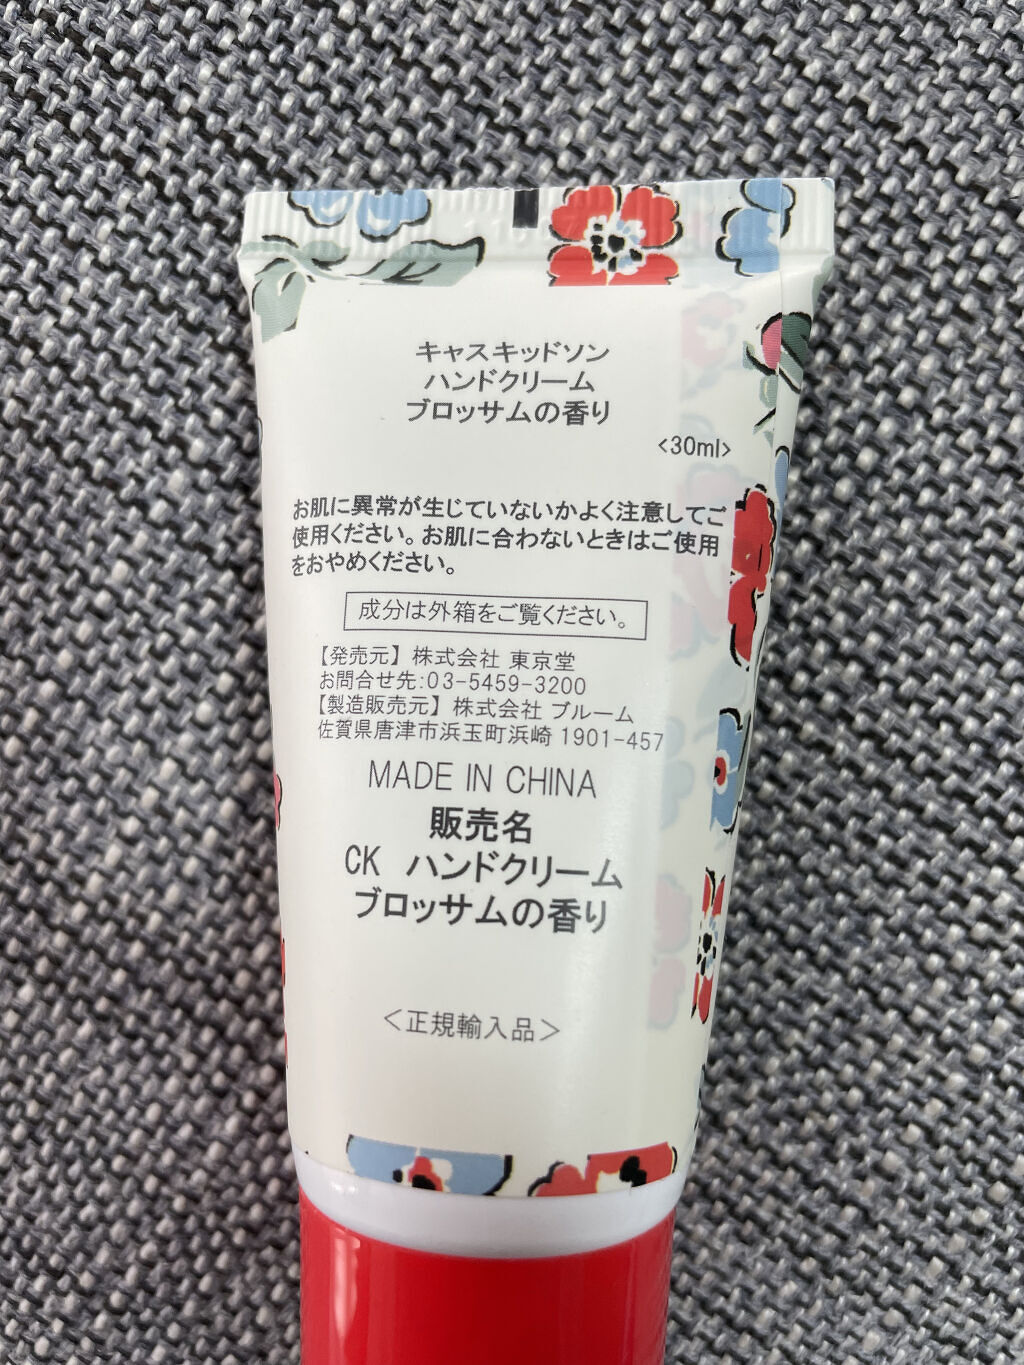 キャスキッドソン
ハンドクリーム
ブロッサムの香り
<30ml>
お肌に異常が生じていないかよく注意してご
使用ください。お肌に合わないときはご使用
をおやめください。
成分は外箱をご覧ください。
【発売元】株式会社 東京堂
お問合せ先:03-5459-3200
【製造販売元】株式会社 ブルーム
佐賀県唐津市浜玉町浜崎 1901-457
MADE IN CHINA
販売名
CK ハンドクリーム
ブロッサムの香り
<正規輸入品>